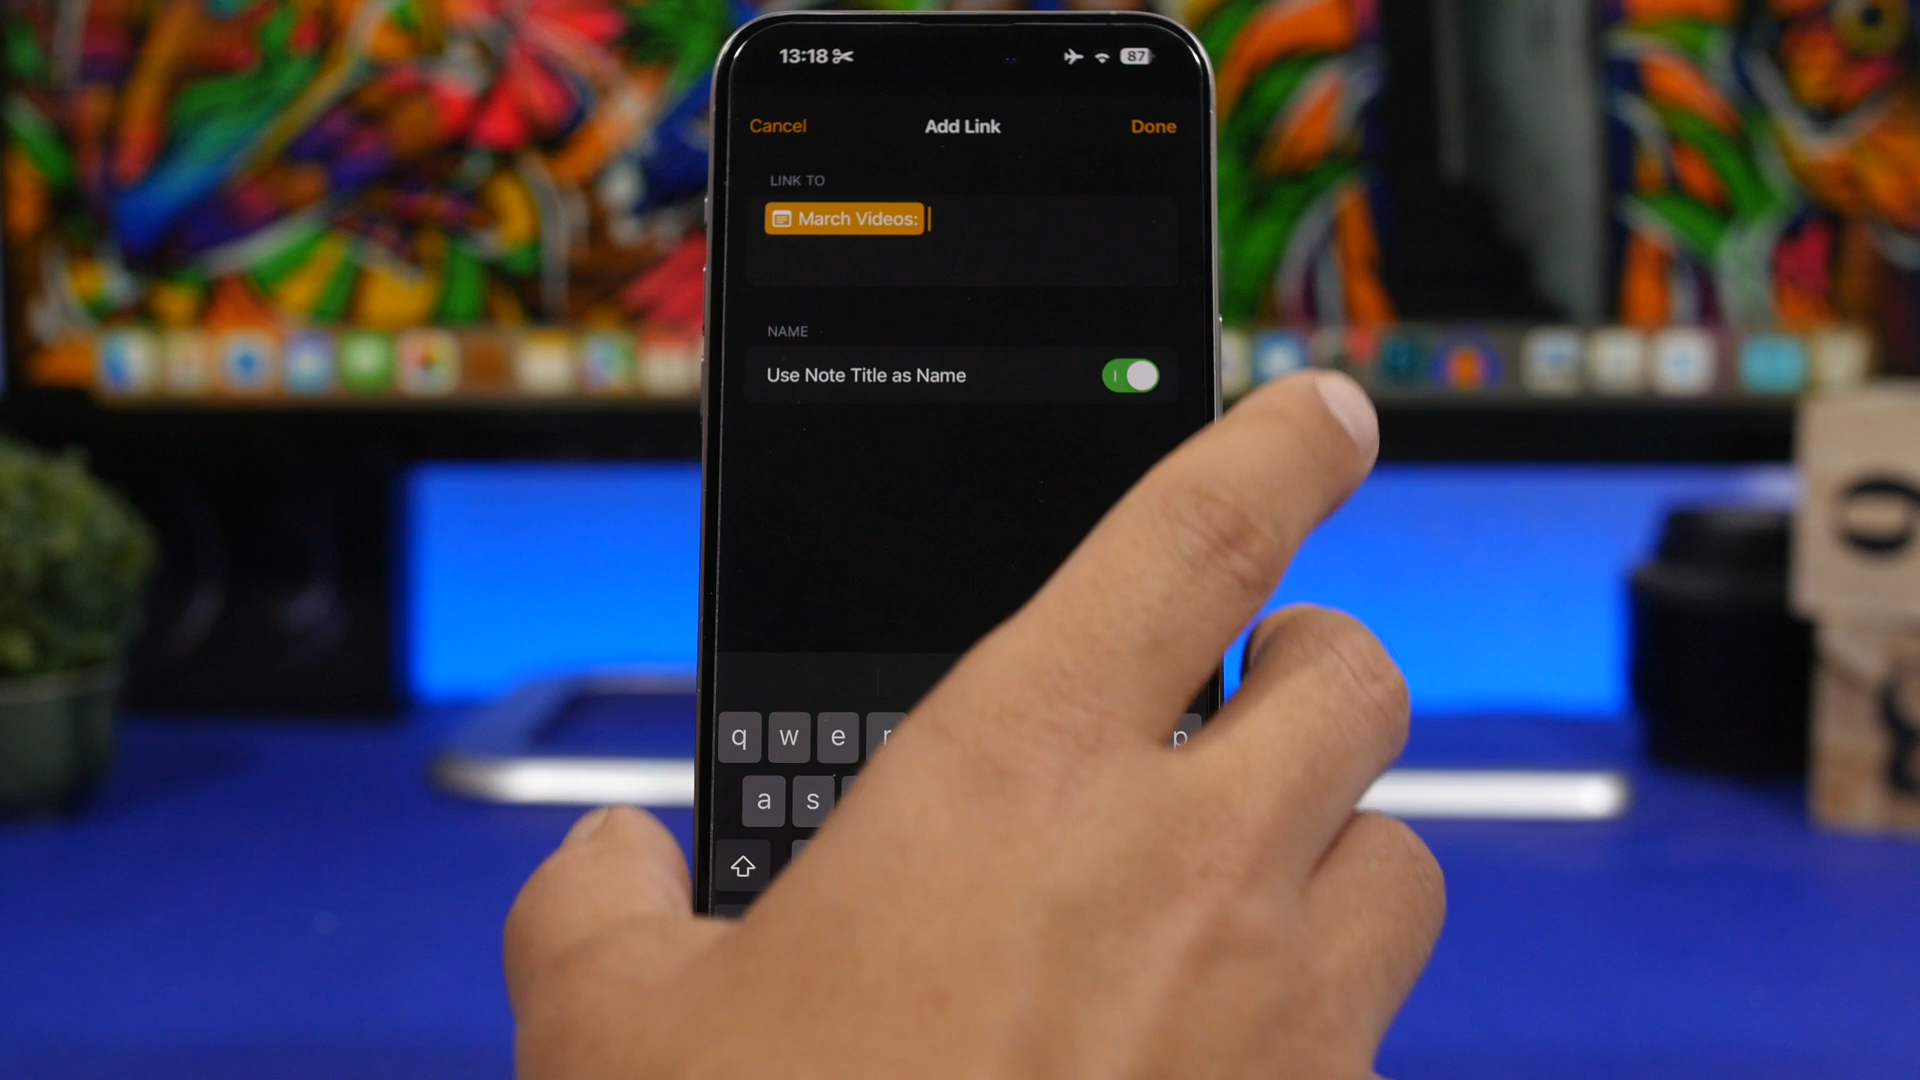 13:18 87
Cancel Add Link Done
LINK TO
March Videos:
NAME
Use Note Title as Name
q w e r p
a s
O